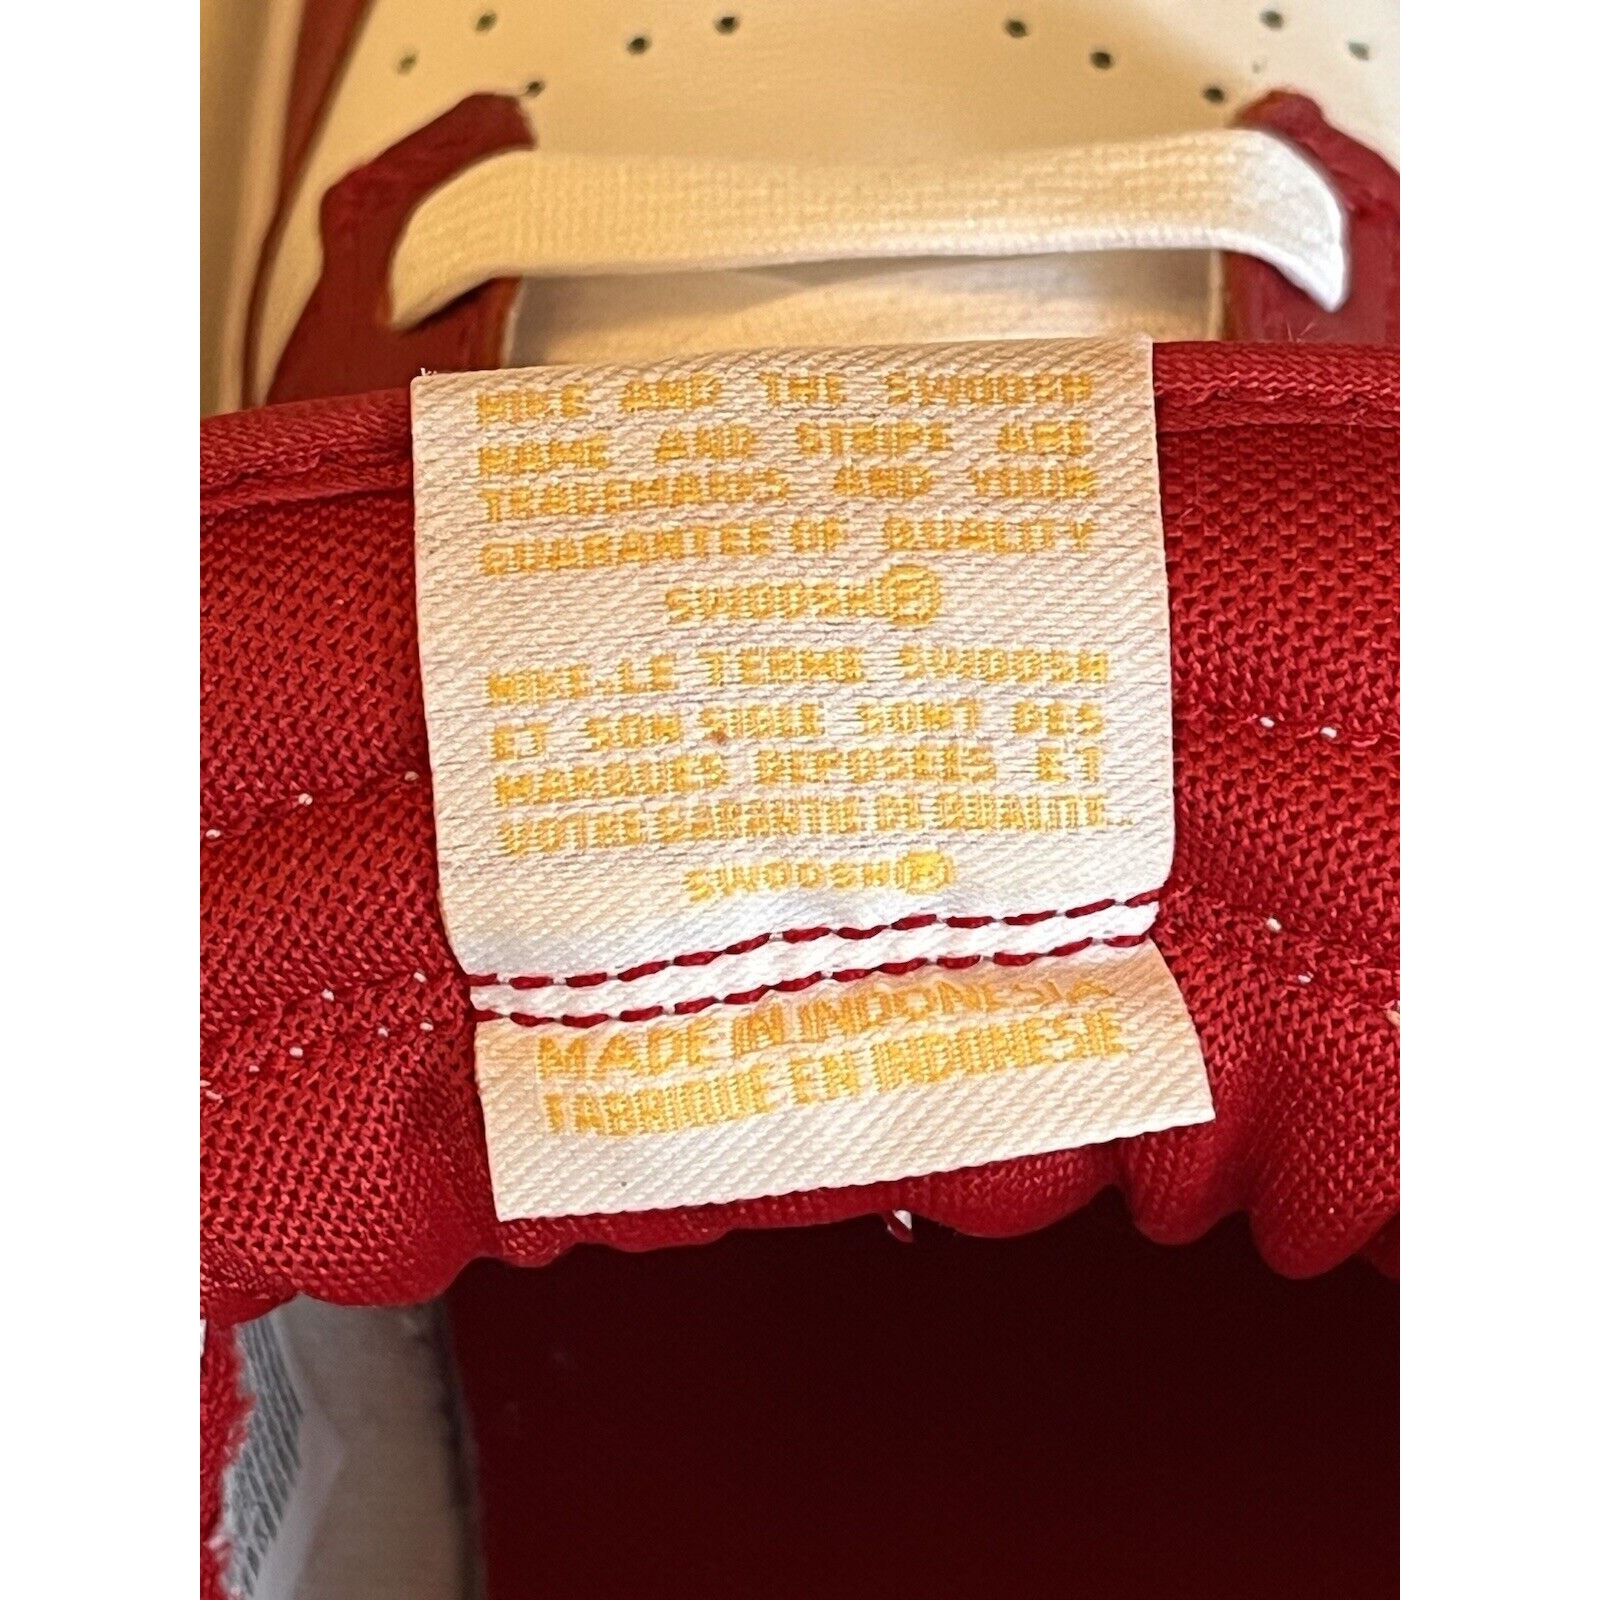 NIKE AND THE SWOOSH
NAME AND STRIPE ARE
TRADEMARKS AND YOUR
GUARANTEE OF QUALITY
SWOOSH®
NIKE, LE TERME SWOOSH
ET SON SIGLE SONT DES
MARQUES DEPOSEES ET
VOTRE GARANTIE DE QUALITE.
SWOOSH®
MADE IN INDONESIA
FABRIQUE EN INDONESIE